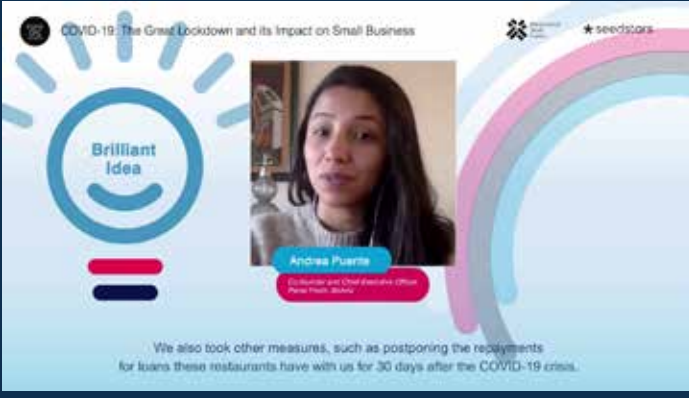 COVID-19: The Great Lockdown and its Impact on Small Business
seedstars
Brilliant
Idea
Andrea Puente
Co-founder and Chief Executive Officer
We also took other measures, such as postponing the repayments
for loans these restaurants have with us for 30 days after the COVID-19 crisis.